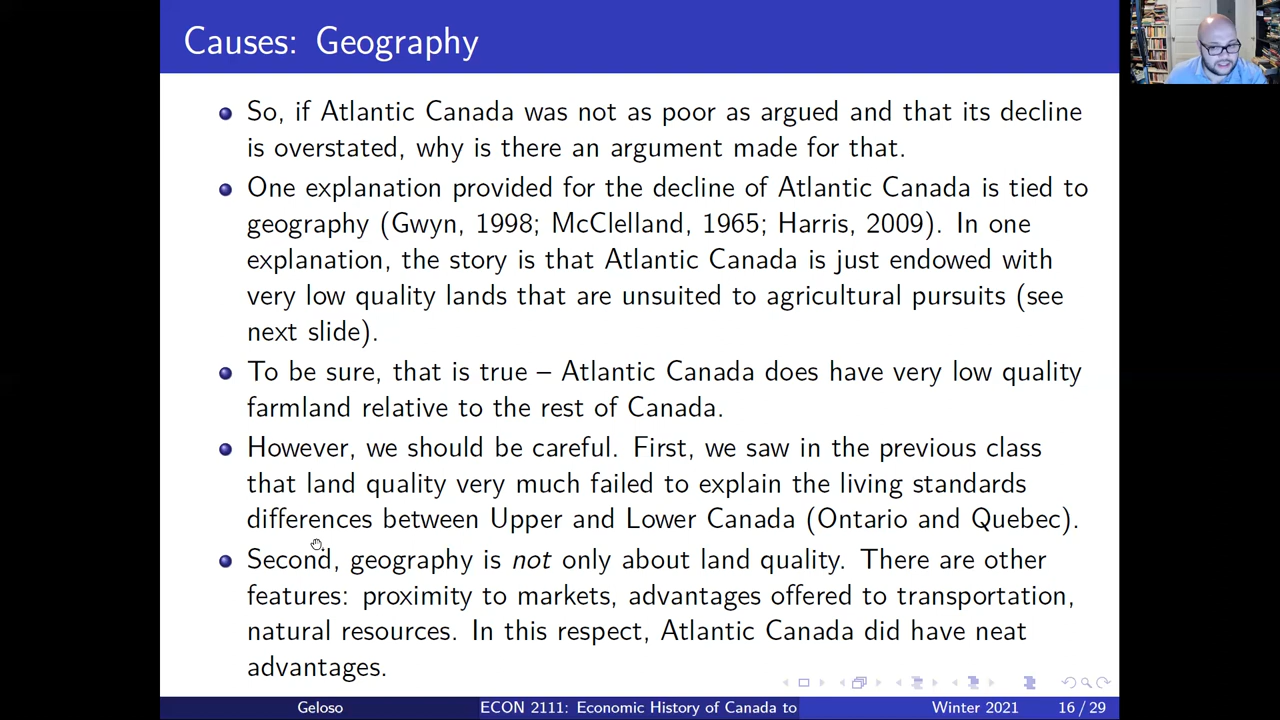 Causes: Geography
So, if Atlantic Canada was not as poor as argued and that its decline
is overstated, why is there an argument made for that.
One explanation provided for the decline of Atlantic Canada is tied to
geography (Gwyn, 1998; McClelland, 1965; Harris, 2009). In one
explanation, the story is that Atlantic Canada is just endowed with
very low quality lands that are unsuited to agricultural pursuits (see
next slide).
To be sure, that is true – Atlantic Canada does have very low quality
farmland relative to the rest of Canada.
However, we should be careful. First, we saw in the previous class
that land quality very much failed to explain the living standards
differences between Upper and Lower Canada (Ontario and Quebec).
Second, geography is not only about land quality. There are other
features: proximity to markets, advantages offered to transportation,
natural resources. In this respect, Atlantic Canada did have neat
advantages.
Geloso ECON 2111: Economic History of Canada to Winter 2021 16 / 29